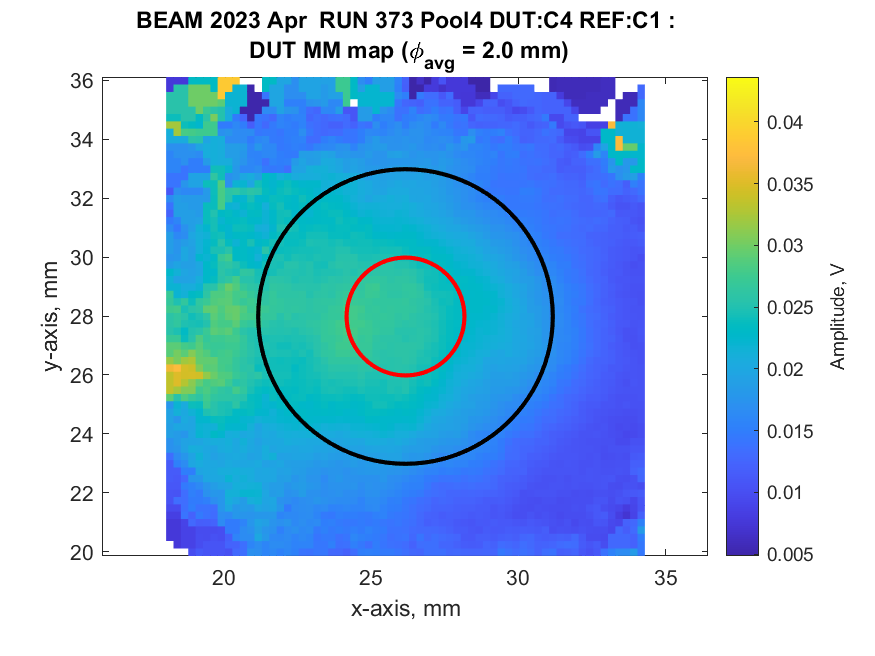 BEAM 2023 Apr  RUN 373 Pool4 DUT:C4 REF:C1 :
DUT MM map (ϕavg = 2.0 mm)
36
34
32
30
28
26
24
22
20
y-axis, mm
20 25 30 35
x-axis, mm
0.04
0.035
0.03
0.025
0.02
0.015
0.01
0.005
Amplitude, V